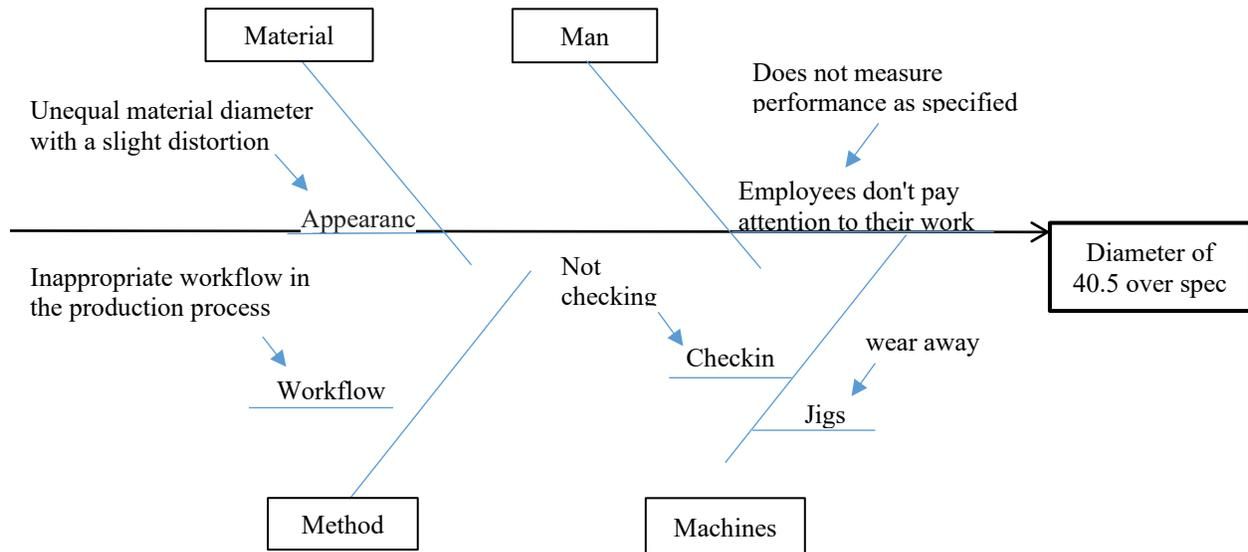 Material
Man
Does not measure
performance as specified
Unequal material diameter
with a slight distortion
Employees don't pay
attention to their work
Appearanc
Diameter of
40.5 over spec
Inappropriate workflow in
the production process
Not
checking
wear away
Checkin
Workflow
Jigs
Method
Machines